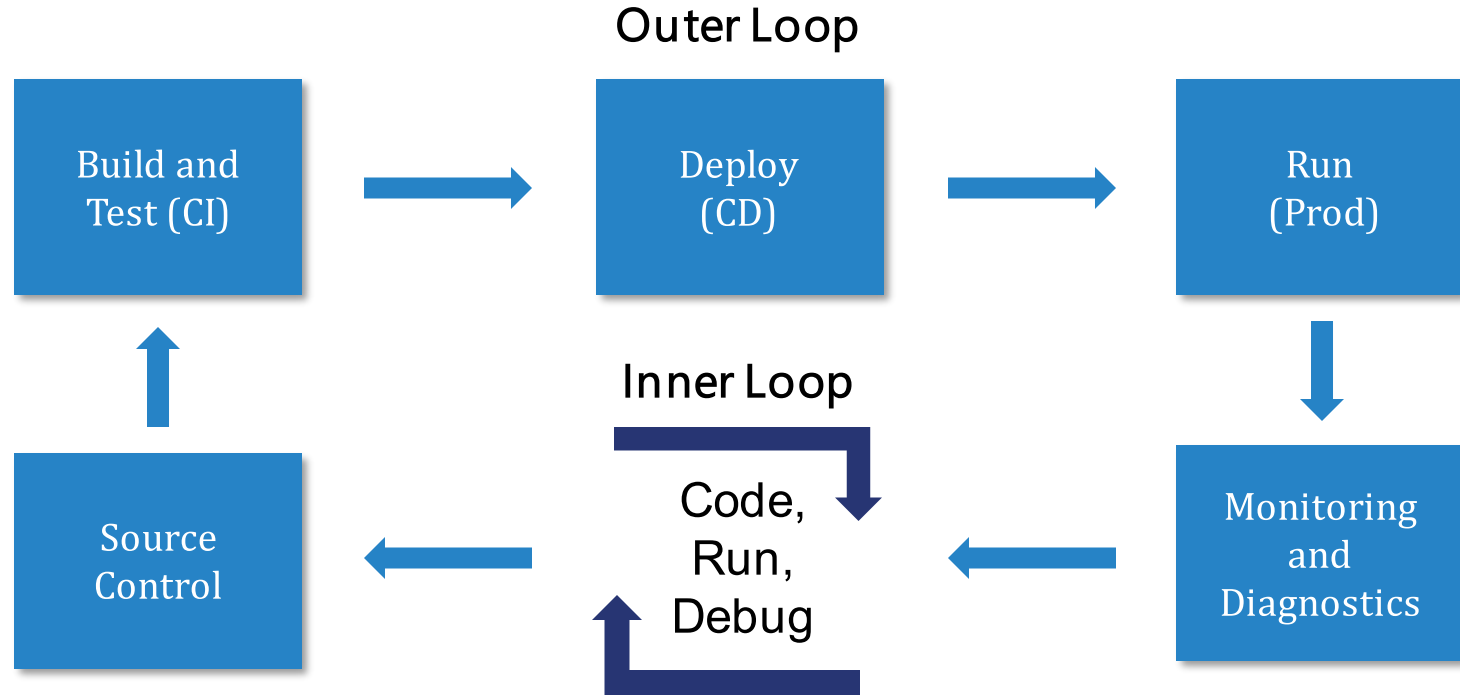 Outer Loop
Build and
Test (CI)
Deploy
(CD)
Run
(Prod)
Inner Loop
Source
Control
Code,
Run,
Debug
Monitoring
and
Diagnostics